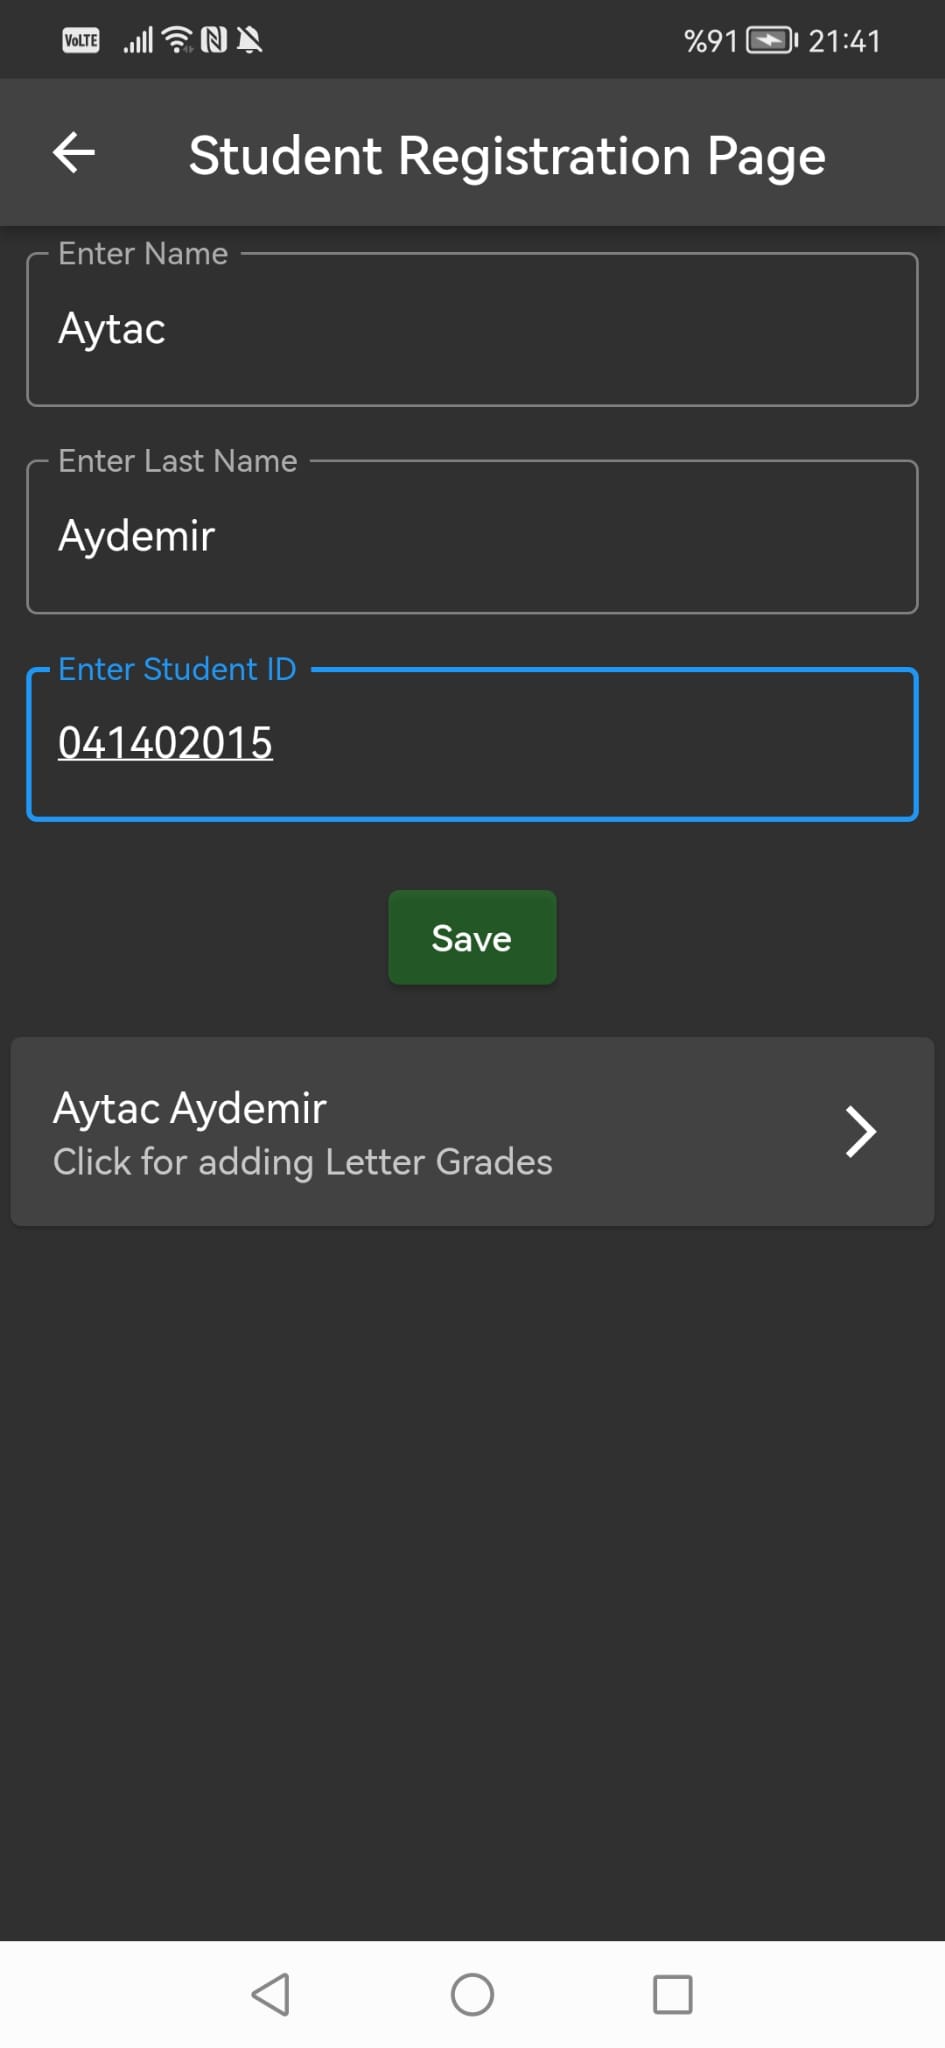 VoLTE %91 21:41
Student Registration Page
Enter Name
Aytac
Enter Last Name
Aydemir
Enter Student ID
041402015
Save
Aytac Aydemir
Click for adding Letter Grades